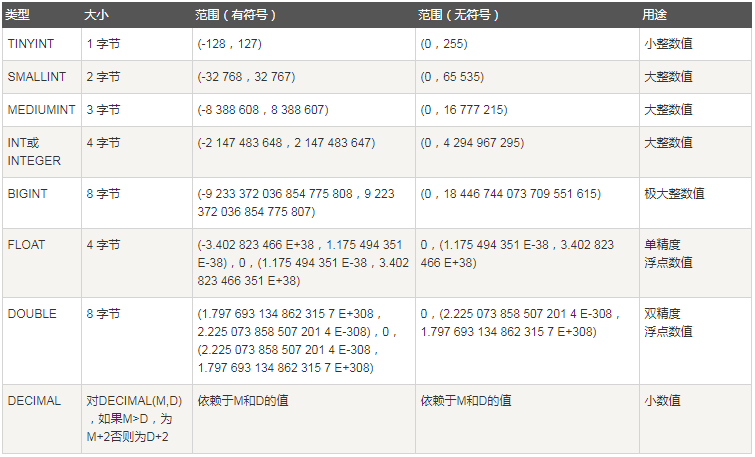 类型 大小 范围（有符号） 范围（无符号） 用途
TINYINT 1 字节 (-128，127) (0，255) 小整数值
SMALLINT 2 字节 (-32 768，32 767) (0，65 535) 大整数值
MEDIUMINT 3 字节 (-8 388 608，8 388 607) (0，16 777 215) 大整数值
INT或 4 字节 (-2 147 483 648，2 147 483 647) (0，4 294 967 295) 大整数值
INTEGER
BIGINT 8 字节 (-9 233 372 036 854 775 808，9 223 (0，18 446 744 073 709 551 615) 极大整数值
372 036 854 775 807)
FLOAT 4 字节 (-3.402 823 466 E+38，1.175 494 351 0，(1.175 494 351 E-38，3.402 823 单精度
E-38)，0，(1.175 494 351 E-38，3.402 466 E+38) 浮点数值
823 466 351 E+38)
DOUBLE 8 字节 (1.797 693 134 862 315 7 E+308， 0，(2.225 073 858 507 201 4 E-308， 双精度
2.225 073 858 507 201 4 E-308)，0， 1.797 693 134 862 315 7 E+308) 浮点数值
(2.225 073 858 507 201 4 E-308，
1.797 693 134 862 315 7 E+308)
DECIMAL 对DECIMAL(M,D) 依赖于M和D的值 依赖于M和D的值 小数值
，如果M>D，为
M+2否则为D+2